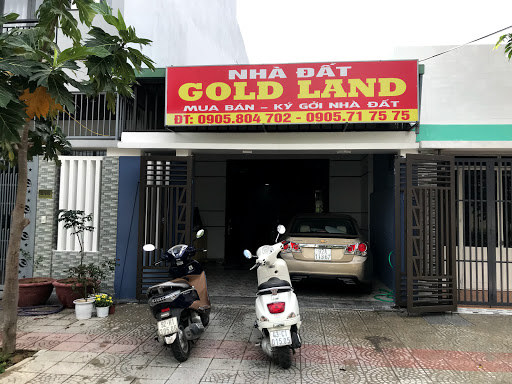 NHÀ ĐẤT
GOLD LAND
MUA BÁN - KÝ GỞI NHÀ ĐẤT
ĐT: 0905.804 702 - 0905.71 75 75